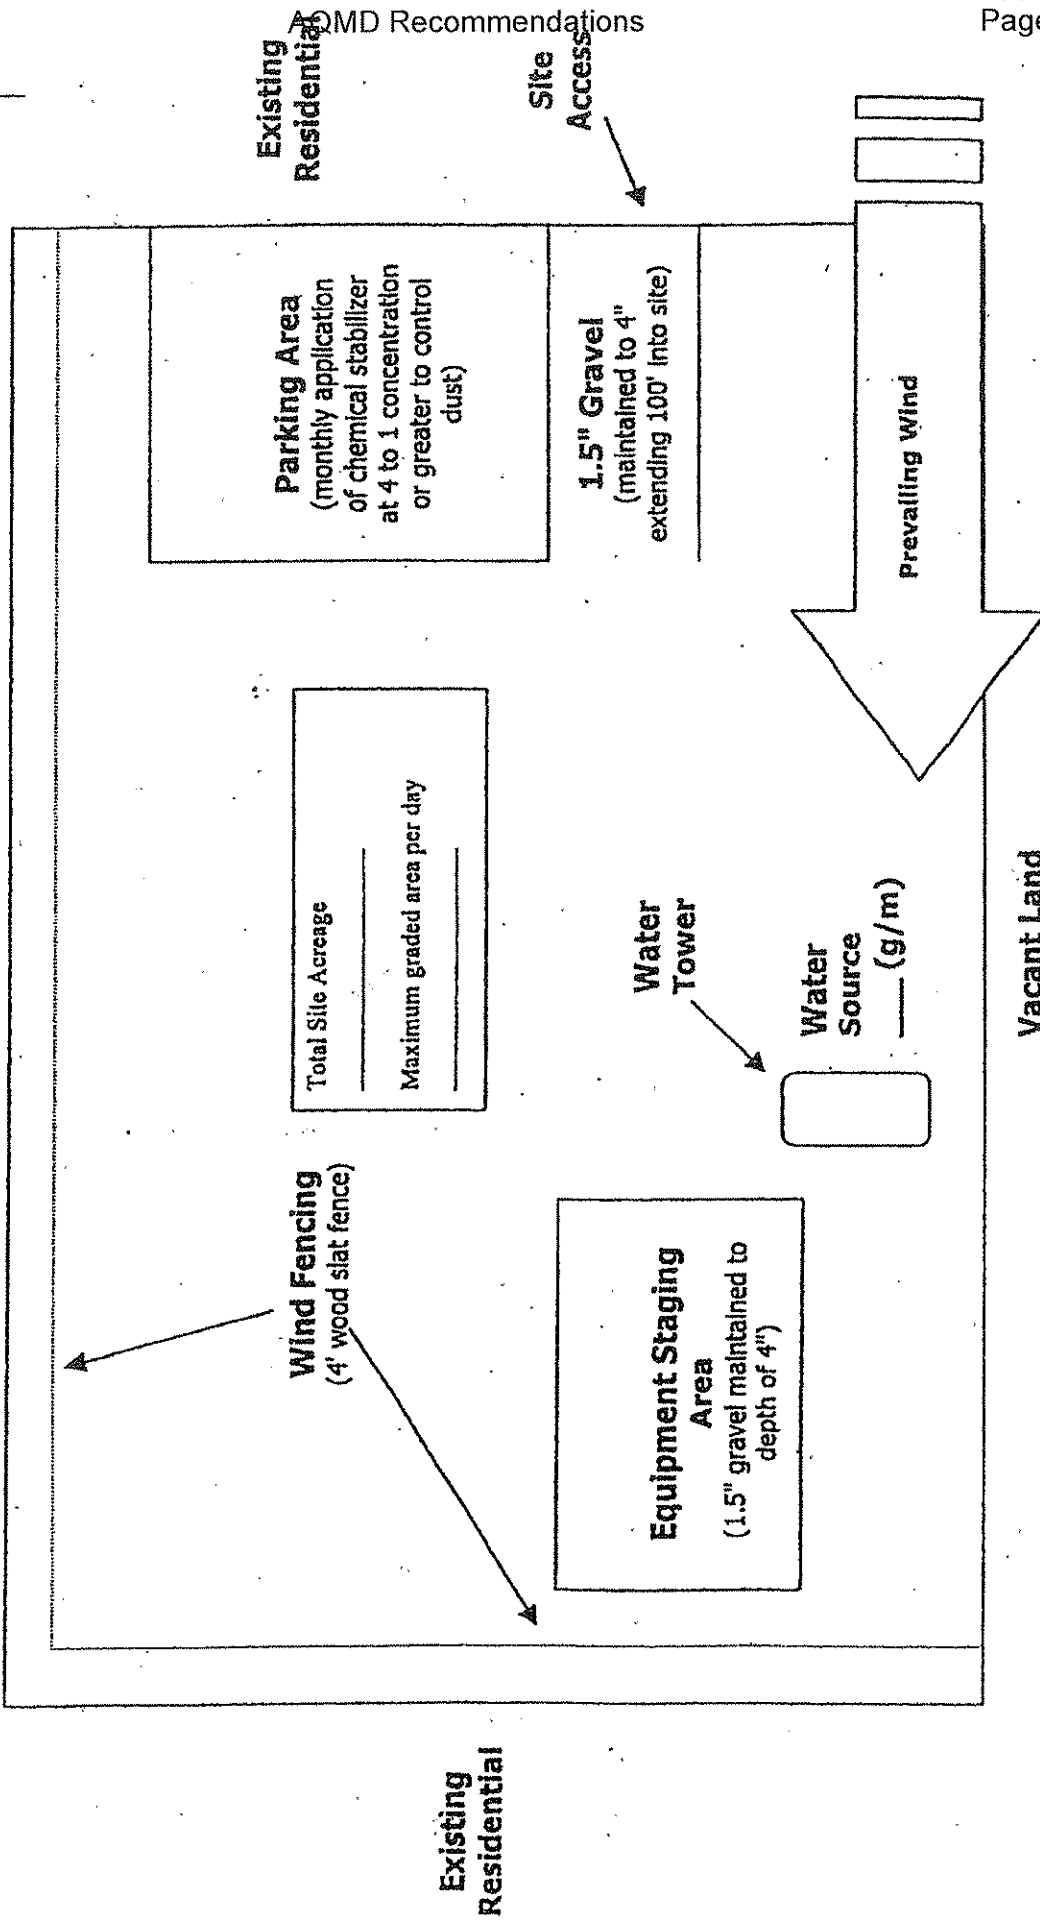 AQMD Recommendations
Page
Existing
Residential
Site
Access
Parking Area
(monthly application
of chemical stabilizer
at 4 to 1 concentration
or greater to control
dust)
1.5" Gravel
(maintained to 4"
extending 100' into site)
Prevailing Wind
Total Site Acreage
Maximum graded area per day
Water
Tower
Water
Source
____ (g/m)
Vacant Land
Wind Fencing
(4' wood slat fence)
Equipment Staging
Area
(1.5" gravel maintained to
depth of 4")
Existing
Residential